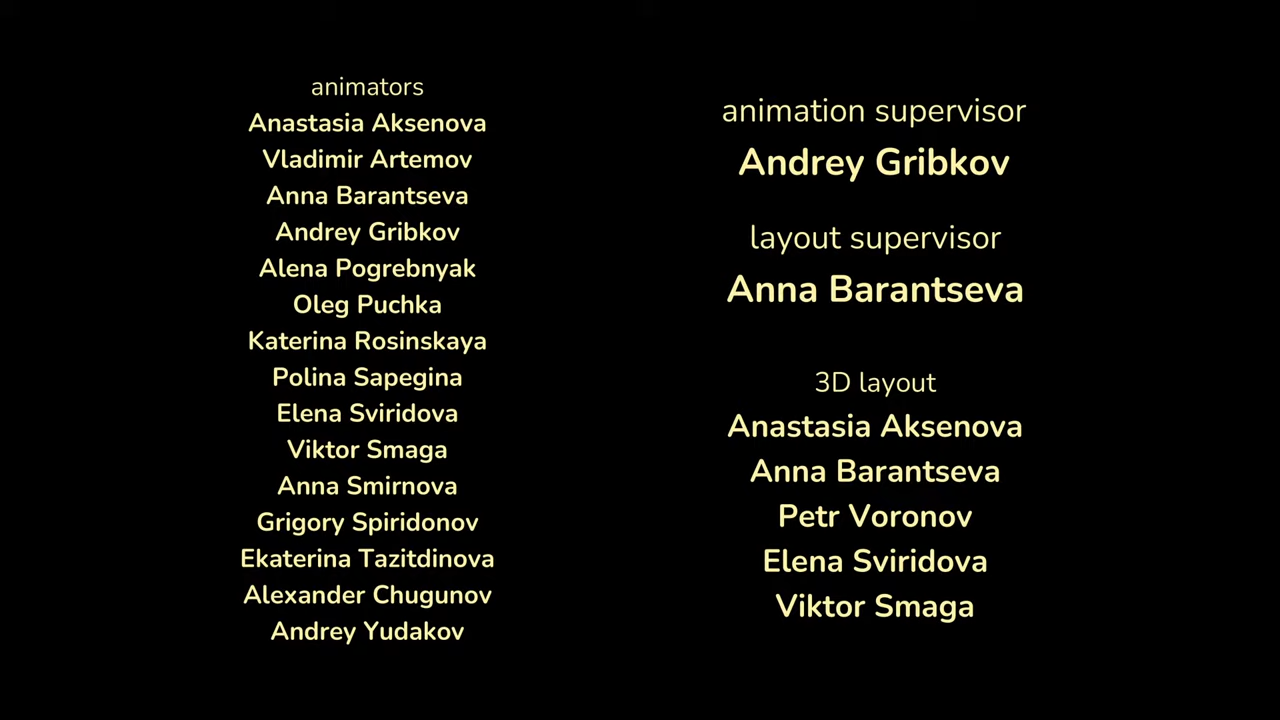 animators
Anastasia Aksenova
Vladimir Artemov
Anna Barantseva
Andrey Gribkov
Alena Pogrebnyak
Oleg Puchka
Katerina Rosinskaya
Polina Sapegina
Elena Sviridova
Viktor Smaga
Anna Smirnova
Grigory Spiridonov
Ekaterina Tazitdinova
Alexander Chugunov
Andrey Yudakov
animation supervisor
Andrey Gribkov
layout supervisor
Anna Barantseva
3D layout
Anastasia Aksenova
Anna Barantseva
Petr Voronov
Elena Sviridova
Viktor Smaga